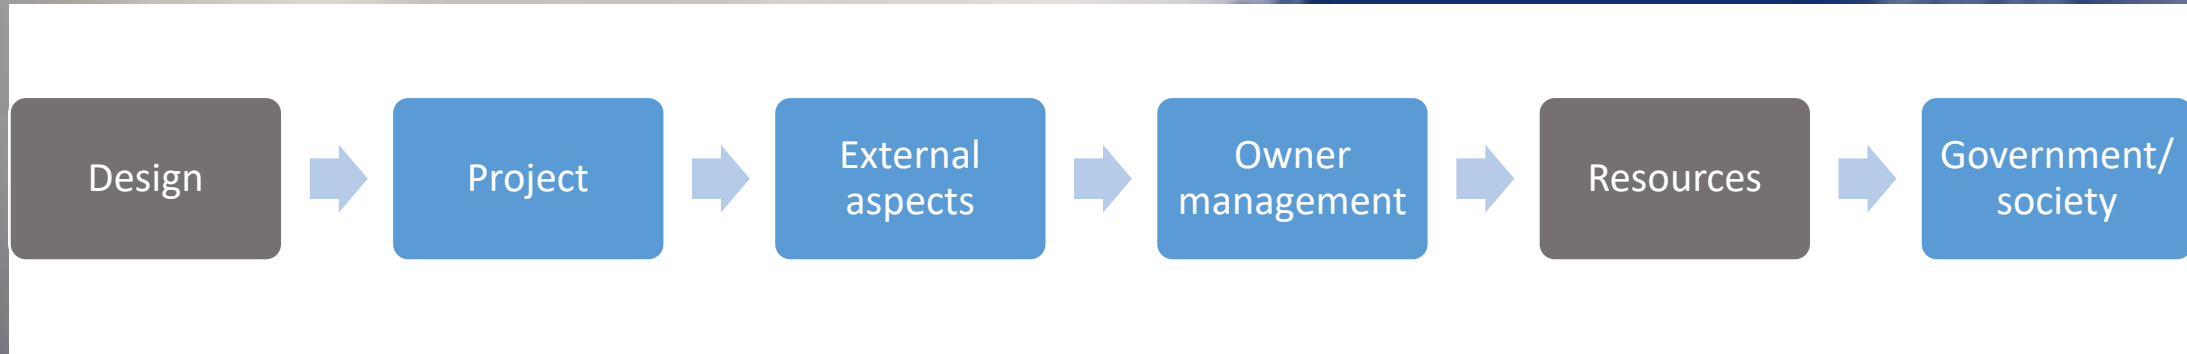 Design
Project
External
aspects
Owner
management
Resources
Government/
society